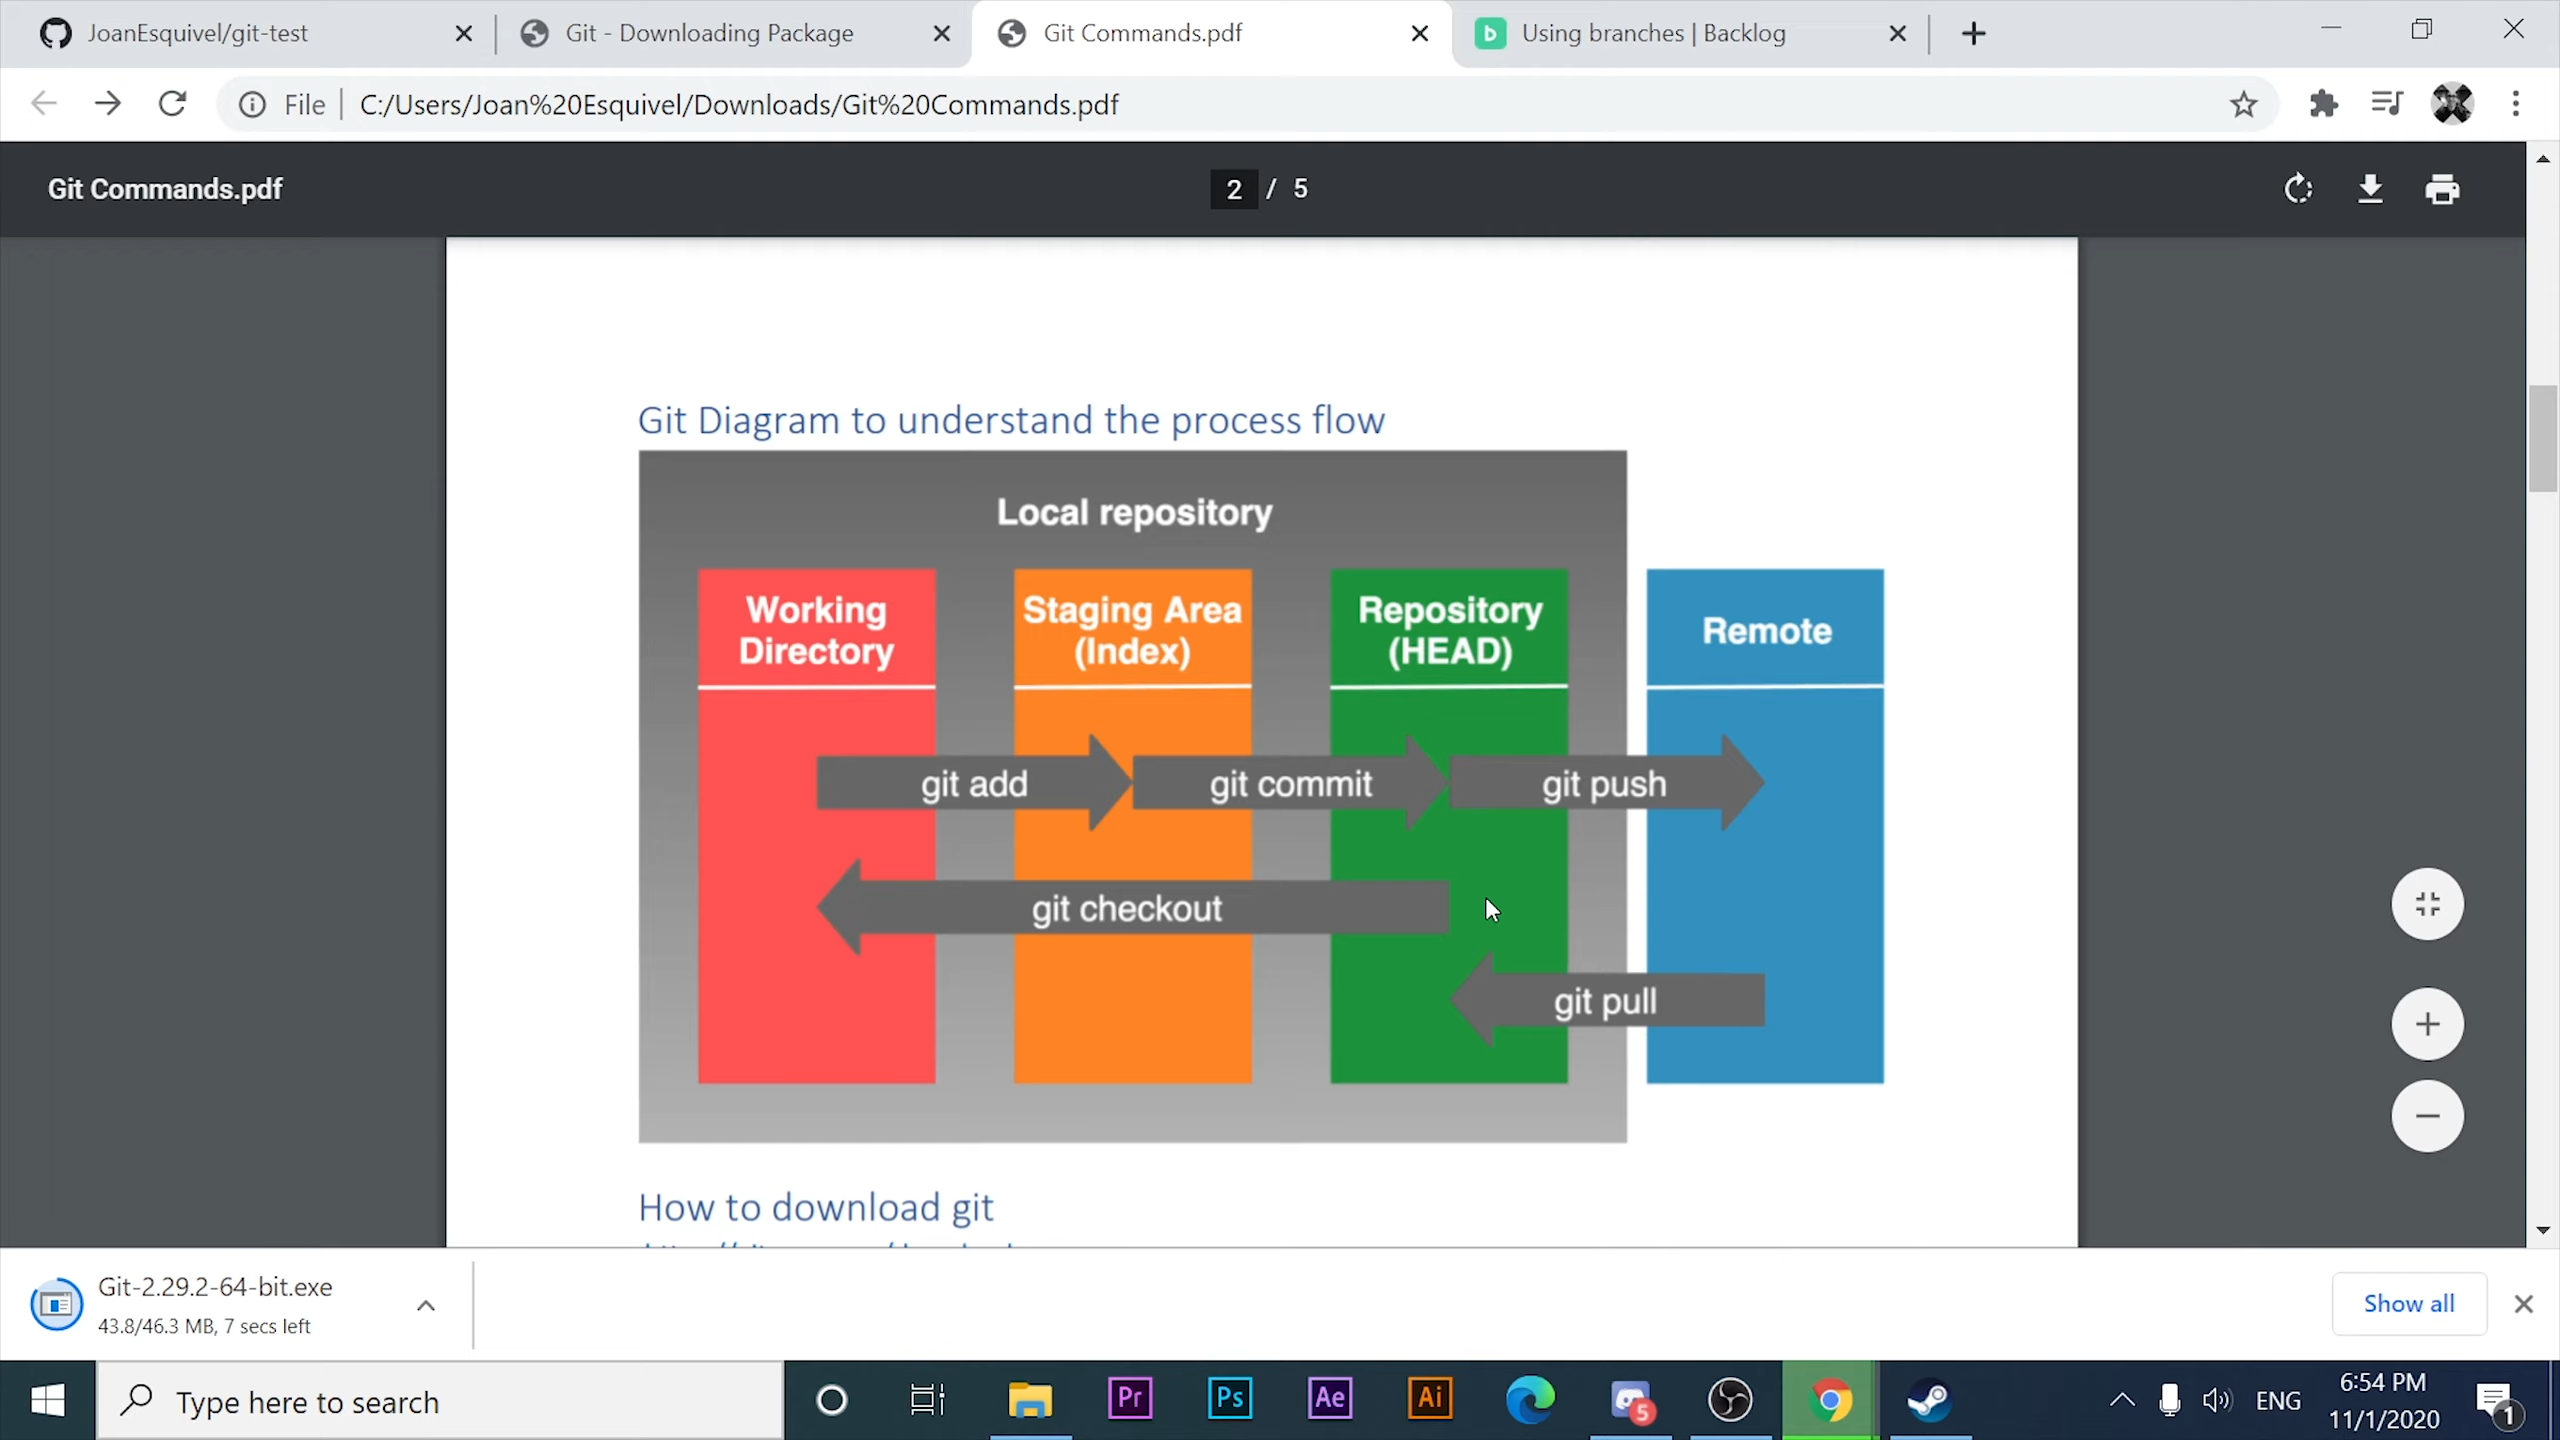 JoanEsquivel/git-test
Git - Downloading Package
Git Commands.pdf
b
Using branches | Backlog
File
C:/Users/Joan%20Esquivel/Downloads/Git%20Commands.pdf
Git Commands.pdf
2 / 5
Git Diagram to understand the process flow
Local repository
Working
Directory
Staging Area
(Index)
Repository
(HEAD)
Remote
git add
git commit
git push
git checkout
git pull
How to download git
Git-2.29.2-64-bit.exe
43.8/46.3 MB, 7 secs left
Show all
Type here to search
Pr
Ps
Ae
Ai
5
ENG
6:54 PM
11/1/2020
1